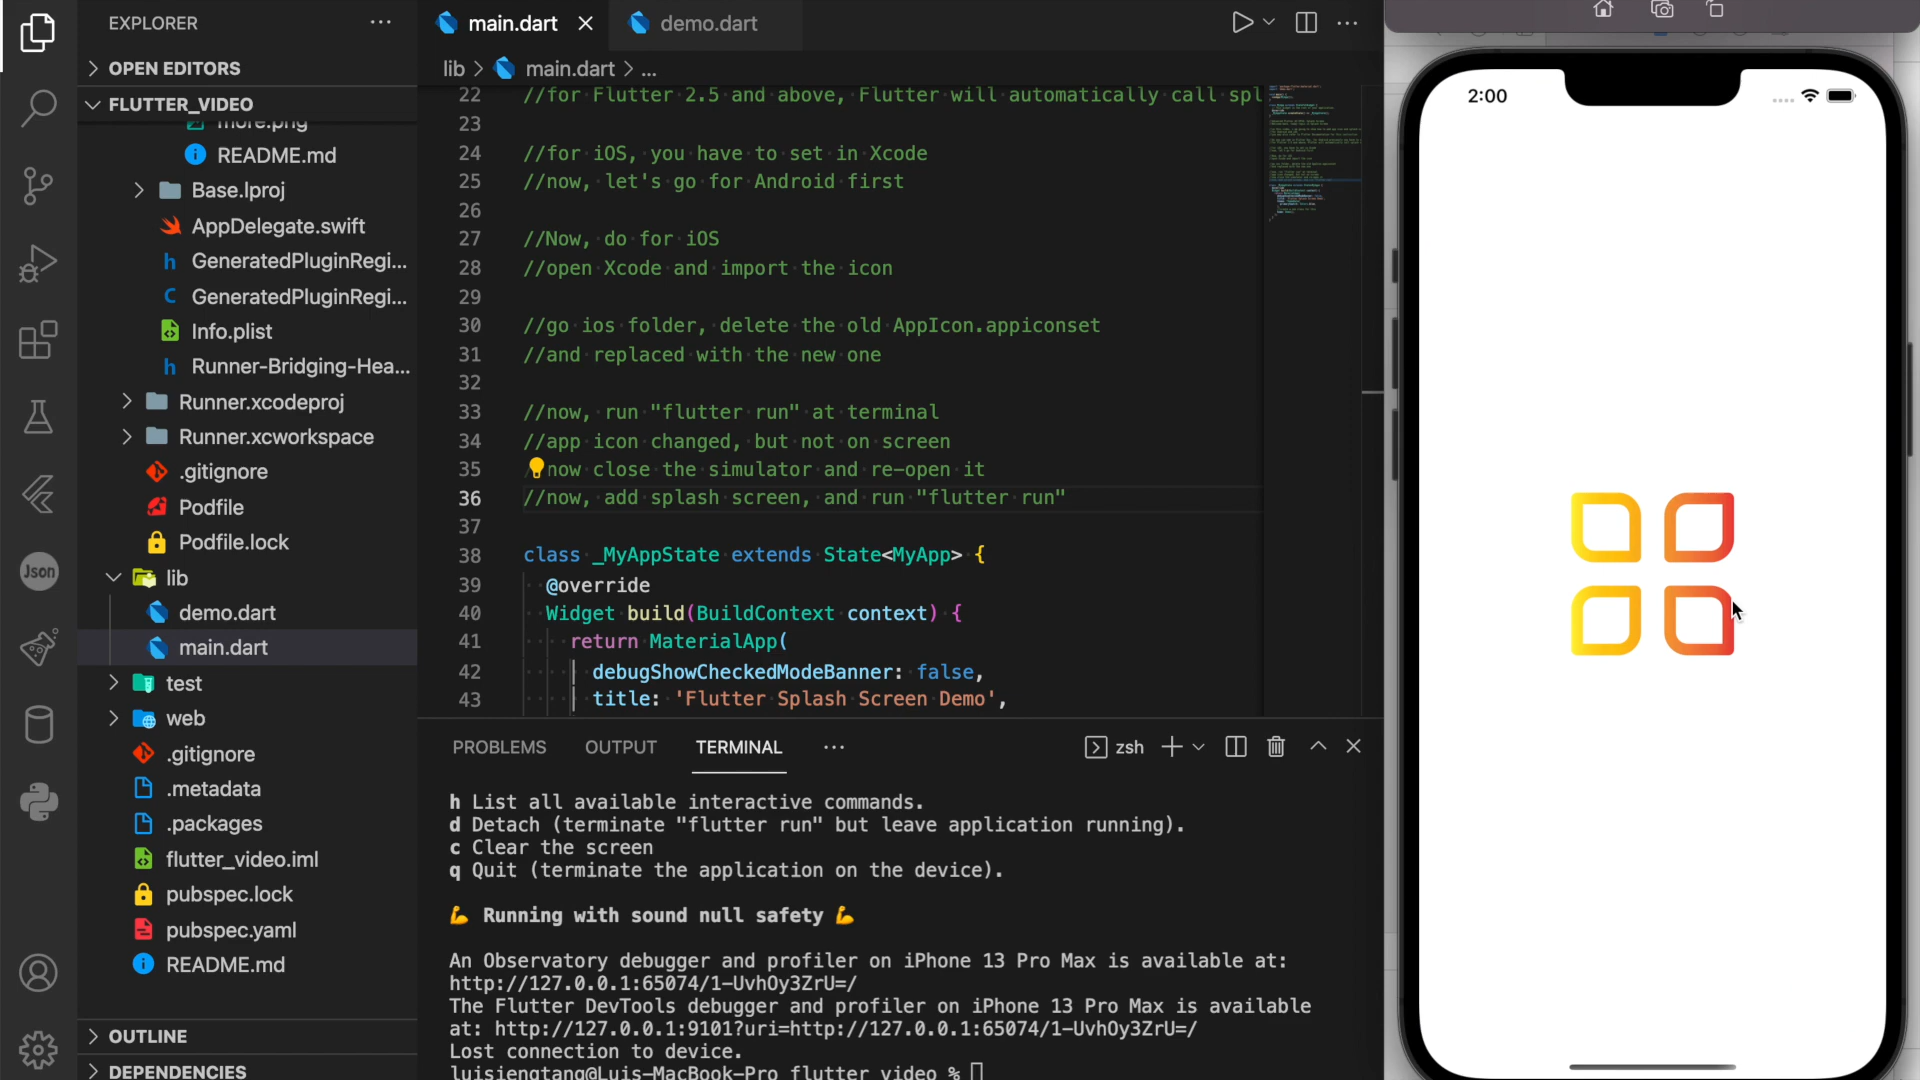 EXPLORER
OPEN EDITORS
FLUTTER_VIDEO
more.png
README.md
Base.lproj
AppDelegate.swift
h GeneratedPluginRegi...
C GeneratedPluginRegi...
Info.plist
h Runner-Bridging-Hea...
Runner.xcodeproj
Runner.xcworkspace
.gitignore
Podfile
Podfile.lock
lib
demo.dart
main.dart
test
web
.gitignore
.metadata
.packages
flutter_video.iml
pubspec.lock
pubspec.yaml
README.md
OUTLINE
DEPENDENCIES
Json
main.dart
demo.dart
lib > main.dart > ...
22 //for Flutter 2.5 and above, Flutter will automatically call spl
23
24 //for iOS, you have to set in Xcode
25 //now, let's go for Android first
26
27 //Now, do for iOS
28 //open Xcode and import the icon
29
30 //go ios folder, delete the old AppIcon.appiconset
31 //and replaced with the new one
32
33 //now, run "flutter run" at terminal
34 //app icon changed, but not on screen
35 /now close the simulator and re-open it
36 //now, add splash screen, and run "flutter run"
37
38 class _MyAppState extends State<MyApp> {
39 @override
40 Widget build(BuildContext context) {
41 return MaterialApp(
42 debugShowCheckedModeBanner: false,
43 title: 'Flutter Splash Screen Demo',
PROBLEMS OUTPUT TERMINAL ...
zsh
h List all available interactive commands.
d Detach (terminate "flutter run" but leave application running).
c Clear the screen
q Quit (terminate the application on the device).
💪 Running with sound null safety 💪
An Observatory debugger and profiler on iPhone 13 Pro Max is available at:
http://127.0.0.1:65074/1-UvhOy3ZrU=/
The Flutter DevTools debugger and profiler on iPhone 13 Pro Max is available
at: http://127.0.0.1:9101?uri=http://127.0.0.1:65074/1-UvhOy3ZrU=/
Lost connection to device.
luisiengtang@Luis-MacBook-Pro flutter_video %
2:00